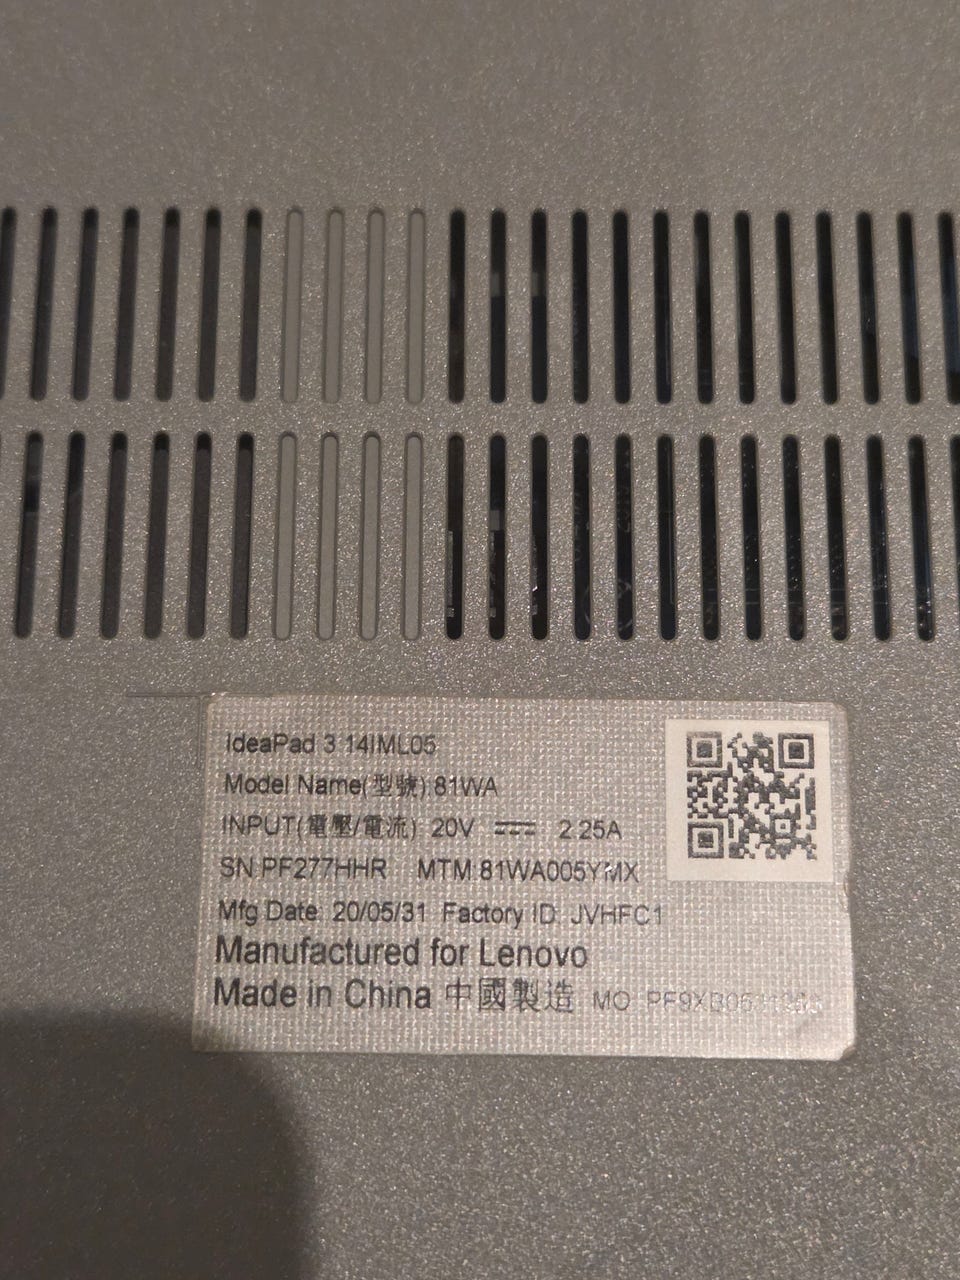 IdeaPad 3 14IML05
Model Name(型號):81WA
INPUT(電壓/電流) 20V ⎓ 2.25A
SN PF277HHR MTM 81WA005YMX
Mfg Date: 20/05/31 Factory ID: JVHFC1
Manufactured for Lenovo
Made in China 中國製造 MO: